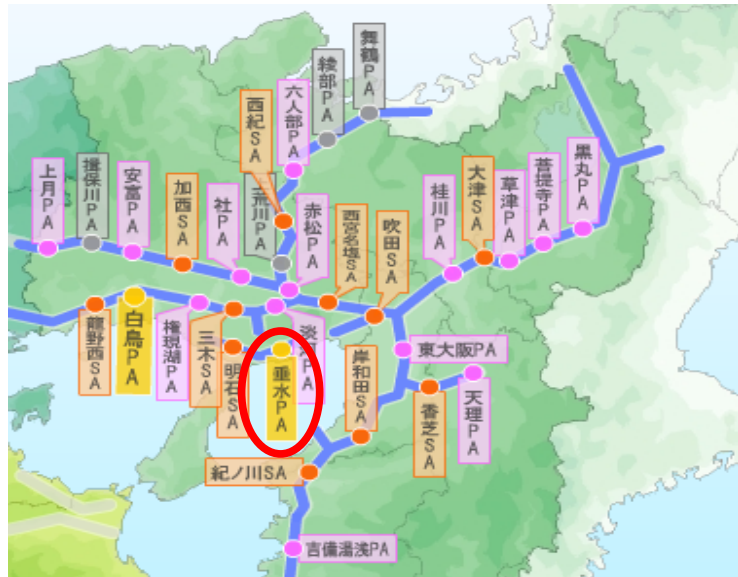 舞鶴PA
綾部PA
六人部PA
西紀SA
上月PA
揖保川PA
安富PA
加西SA
社PA
荒川PA
赤松PA
西宮名塩SA
吹田SA
桂川PA
大津SA
草津PA
菩提寺PA
黒丸PA
龍野西SA
白鳥PA
権現湖PA
三木SA
明石SA
垂水PA
淡河PA
岸和田SA
東大阪PA
香芝SA
天理PA
紀ノ川SA
吉備湯浅PA